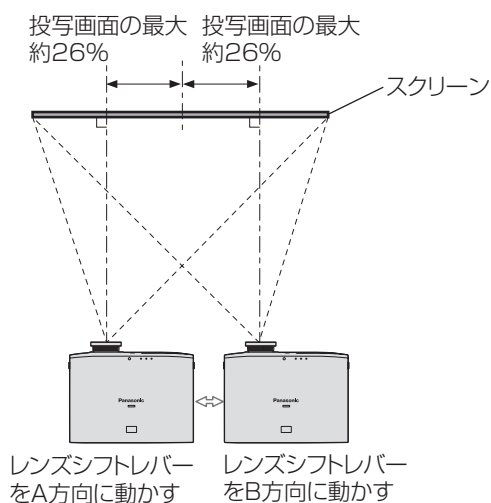 投写画面の最大
約26%
投写画面の最大
約26%
スクリーン
Panasonic
Panasonic
レンズシフトレバー
をA方向に動かす
レンズシフトレバー
をB方向に動かす